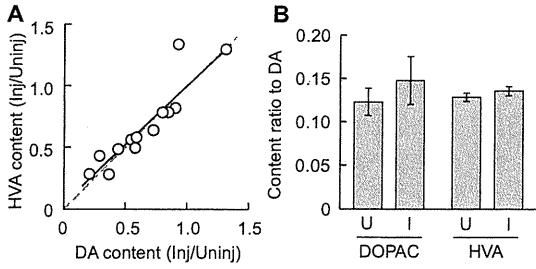 A
HVA content (Inj/Uninj)
1.5
1.0
0.5
0
0
0.5
1.0
1.5
DA content (Inj/Uninj)
B
Content ratio to DA
0.20
0.15
0.10
0.05
0
U
I
U
I
DOPAC
HVA